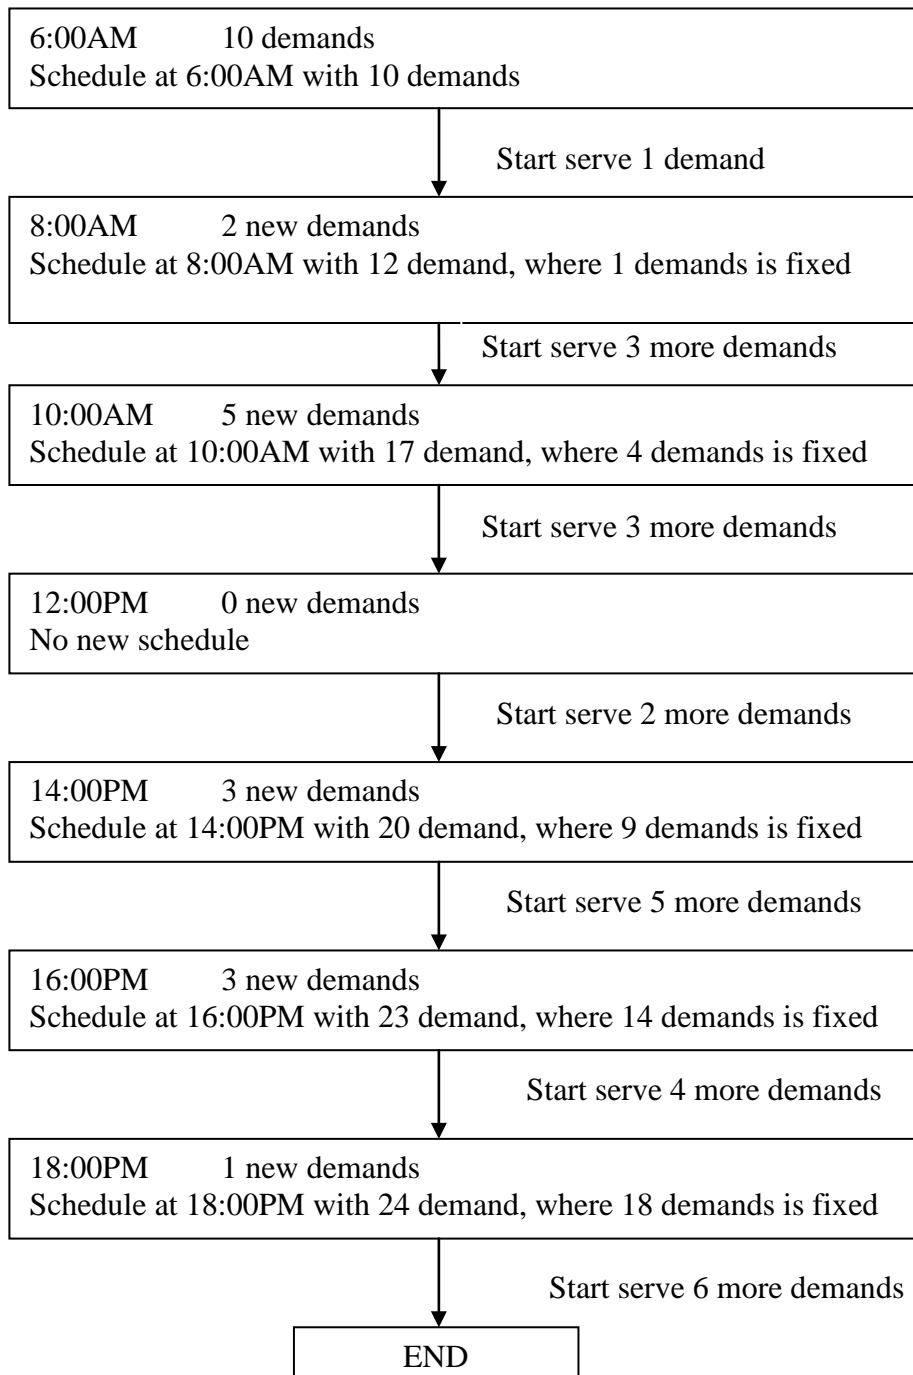 6:00AM 10 demands
Schedule at 6:00AM with 10 demands
Start serve 1 demand
8:00AM 2 new demands
Schedule at 8:00AM with 12 demand, where 1 demands is fixed
Start serve 3 more demands
10:00AM 5 new demands
Schedule at 10:00AM with 17 demand, where 4 demands is fixed
Start serve 3 more demands
12:00PM 0 new demands
No new schedule
Start serve 2 more demands
14:00PM 3 new demands
Schedule at 14:00PM with 20 demand, where 9 demands is fixed
Start serve 5 more demands
16:00PM 3 new demands
Schedule at 16:00PM with 23 demand, where 14 demands is fixed
Start serve 4 more demands
18:00PM 1 new demands
Schedule at 18:00PM with 24 demand, where 18 demands is fixed
Start serve 6 more demands
END